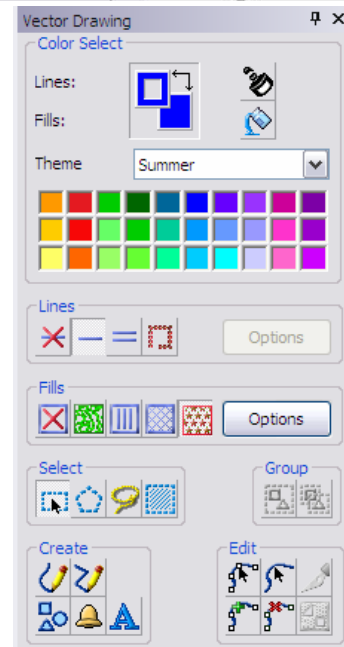 Vector Drawing
Color Select
Lines:
Fills:
Theme Summer
Lines
Options
Fills
Options
Select Group
Create Edit
A